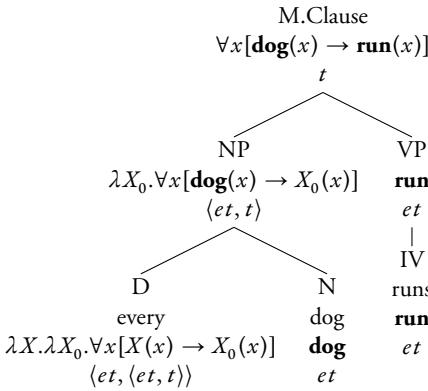 M.Clause
∀x[dog(x) → run(x)]
t
NP VP
λX₀.∀x[dog(x) → X₀(x)] run
⟨et, t⟩ et
IV
D N runs
every dog run
λX.λX₀.∀x[X(x) → X₀(x)] dog et
⟨et, ⟨et, t⟩⟩ et